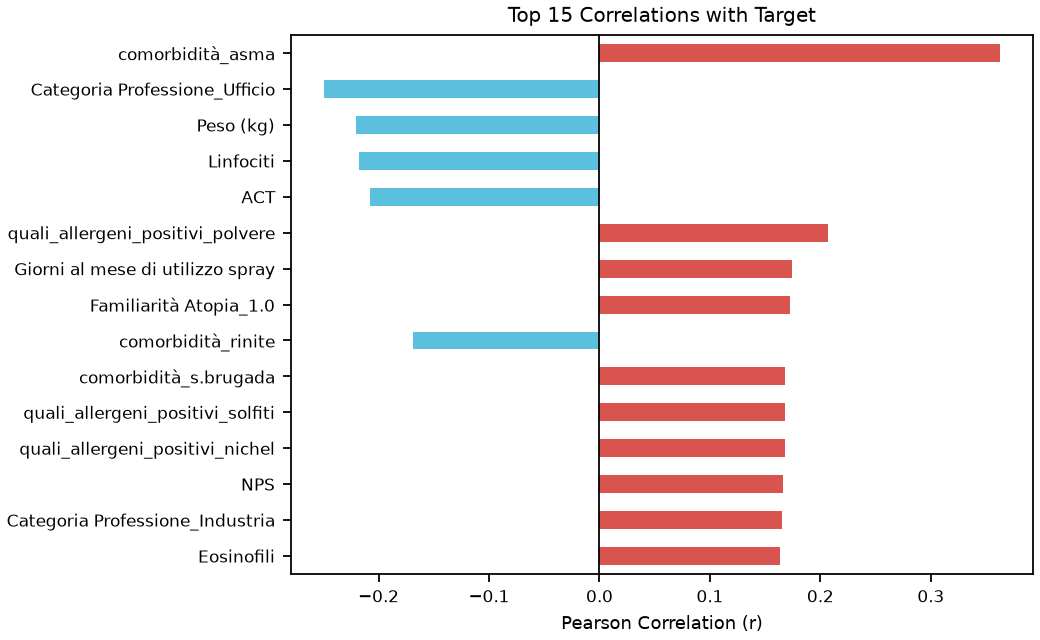 Top 15 Correlations with Target
comorbidità_asma
Categoria Professione_Ufficio
Peso (kg)
Linfociti
ACT
quali_allergeni_positivi_polvere
Giorni al mese di utilizzo spray
Familiarità Atopia_1.0
comorbidità_rinite
comorbidità_s.brugada
quali_allergeni_positivi_solfiti
quali_allergeni_positivi_nichel
NPS
Categoria Professione_Industria
Eosinofili
−0.2 −0.1 0.0 0.1 0.2 0.3
Pearson Correlation (r)